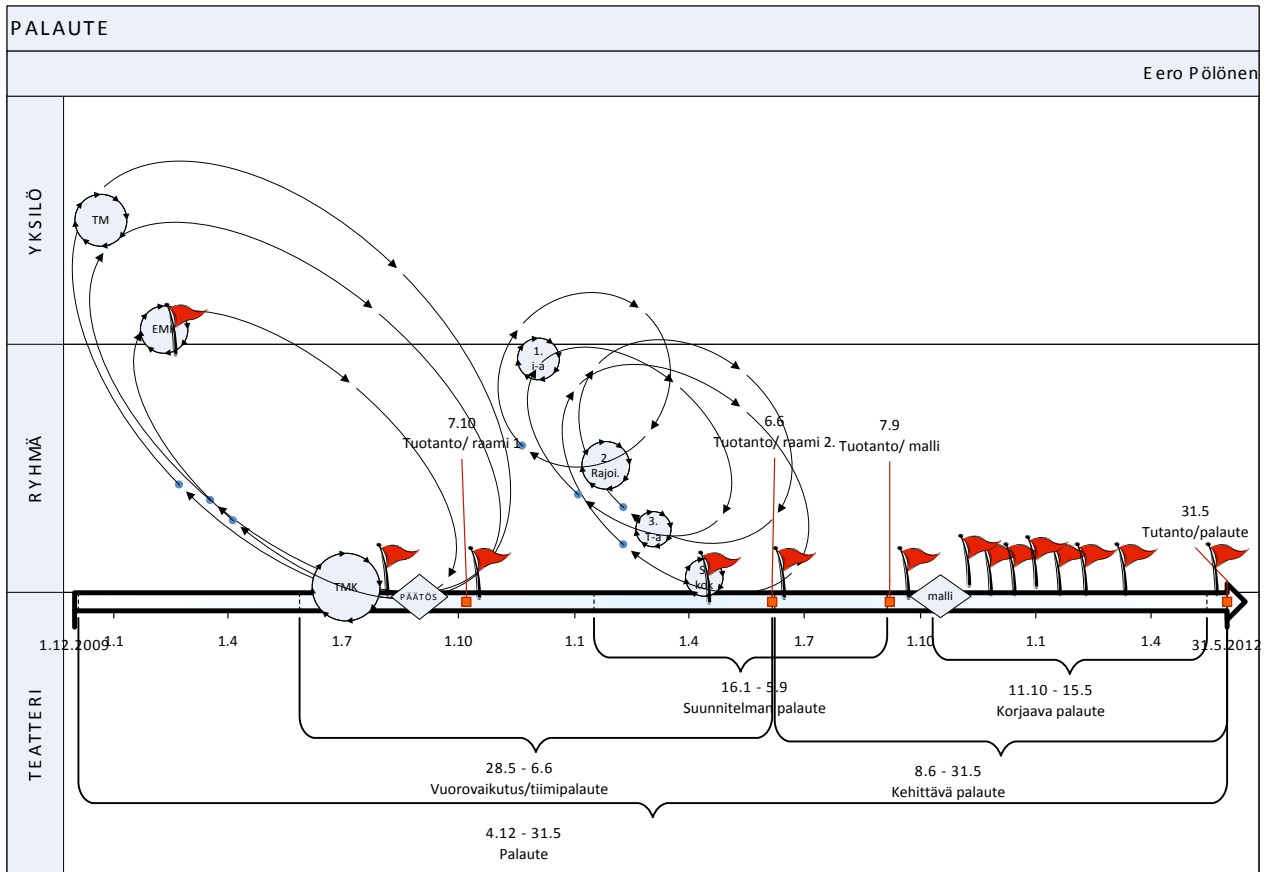 PALAUTE
Eero Pölönen
YKSILÖ
TM
EMK
RYHMÄ
1.
i-a
2.
Rajoi.
3.
T-a
7.10
Tuotanto/ raami 1
6.6
Tuotanto/ raami 2.
7.9
Tuotanto/ malli
31.5
Tutanto/palaute
TMK
PÄÄTÖS
kok
malli
1.12.2009
1.1
1.4
1.7
1.10
1.1
1.4
1.7
1.10
1.1
1.4
31.5.2012
TEATTERI
16.1 - 5.9
Suunnitelman palaute
11.10 - 15.5
Korjaava palaute
28.5 - 6.6
Vuorovaikutus/tiimipalaute
8.6 - 31.5
Kehittävä palaute
4.12 - 31.5
Palaute